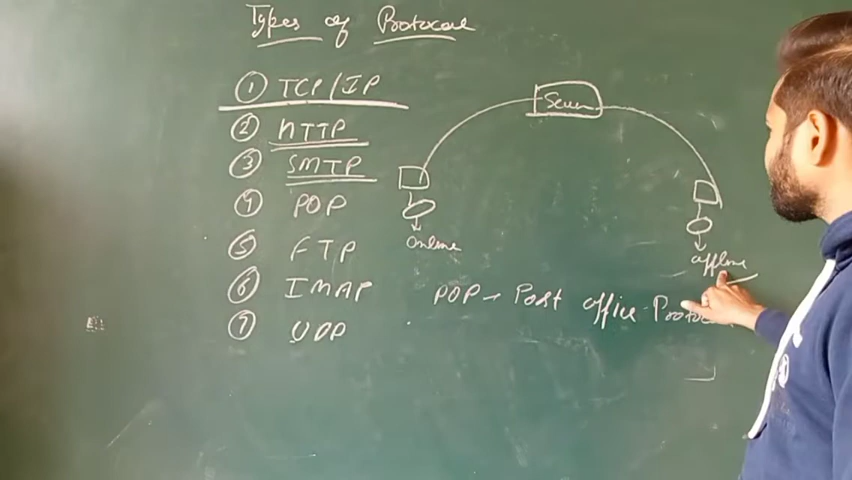 Types of Protocol
① TCP/IP
② HTTP
③ SMTP
④ POP
⑤ FTP
⑥ IMAP
⑦ UDP
Server
Online
offline
POP → Post office Protoc